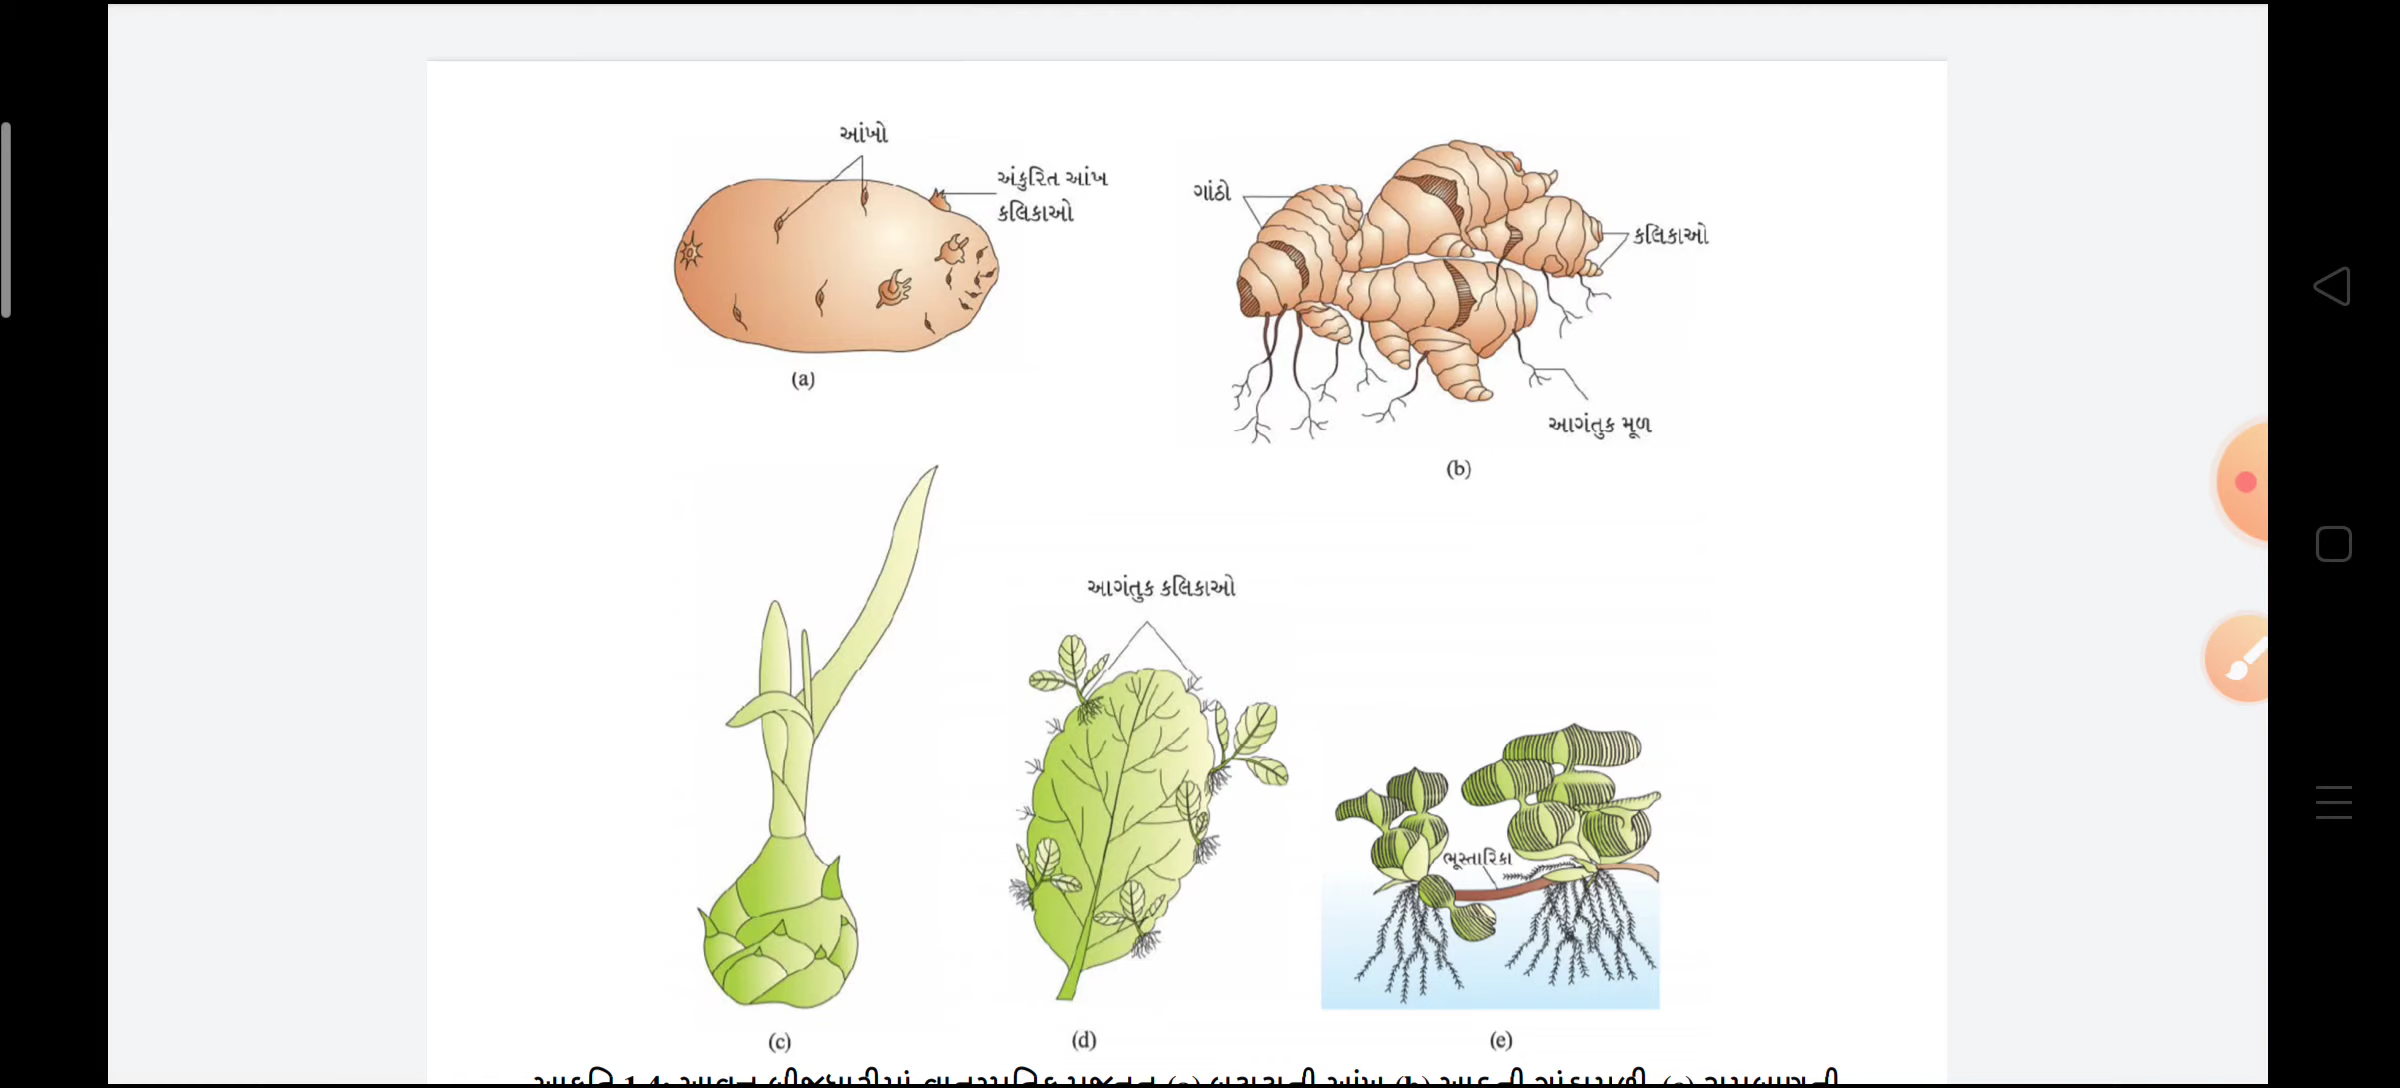 આંખો
અંકુરિત આંખ
કલિકાઓ
(a)
ગાંઠો
કલિકાઓ
આગંતુક મૂળ
(b)
(c)
આગંતુક કલિકાઓ
(d)
ભૂસ્તારિકા
(e)